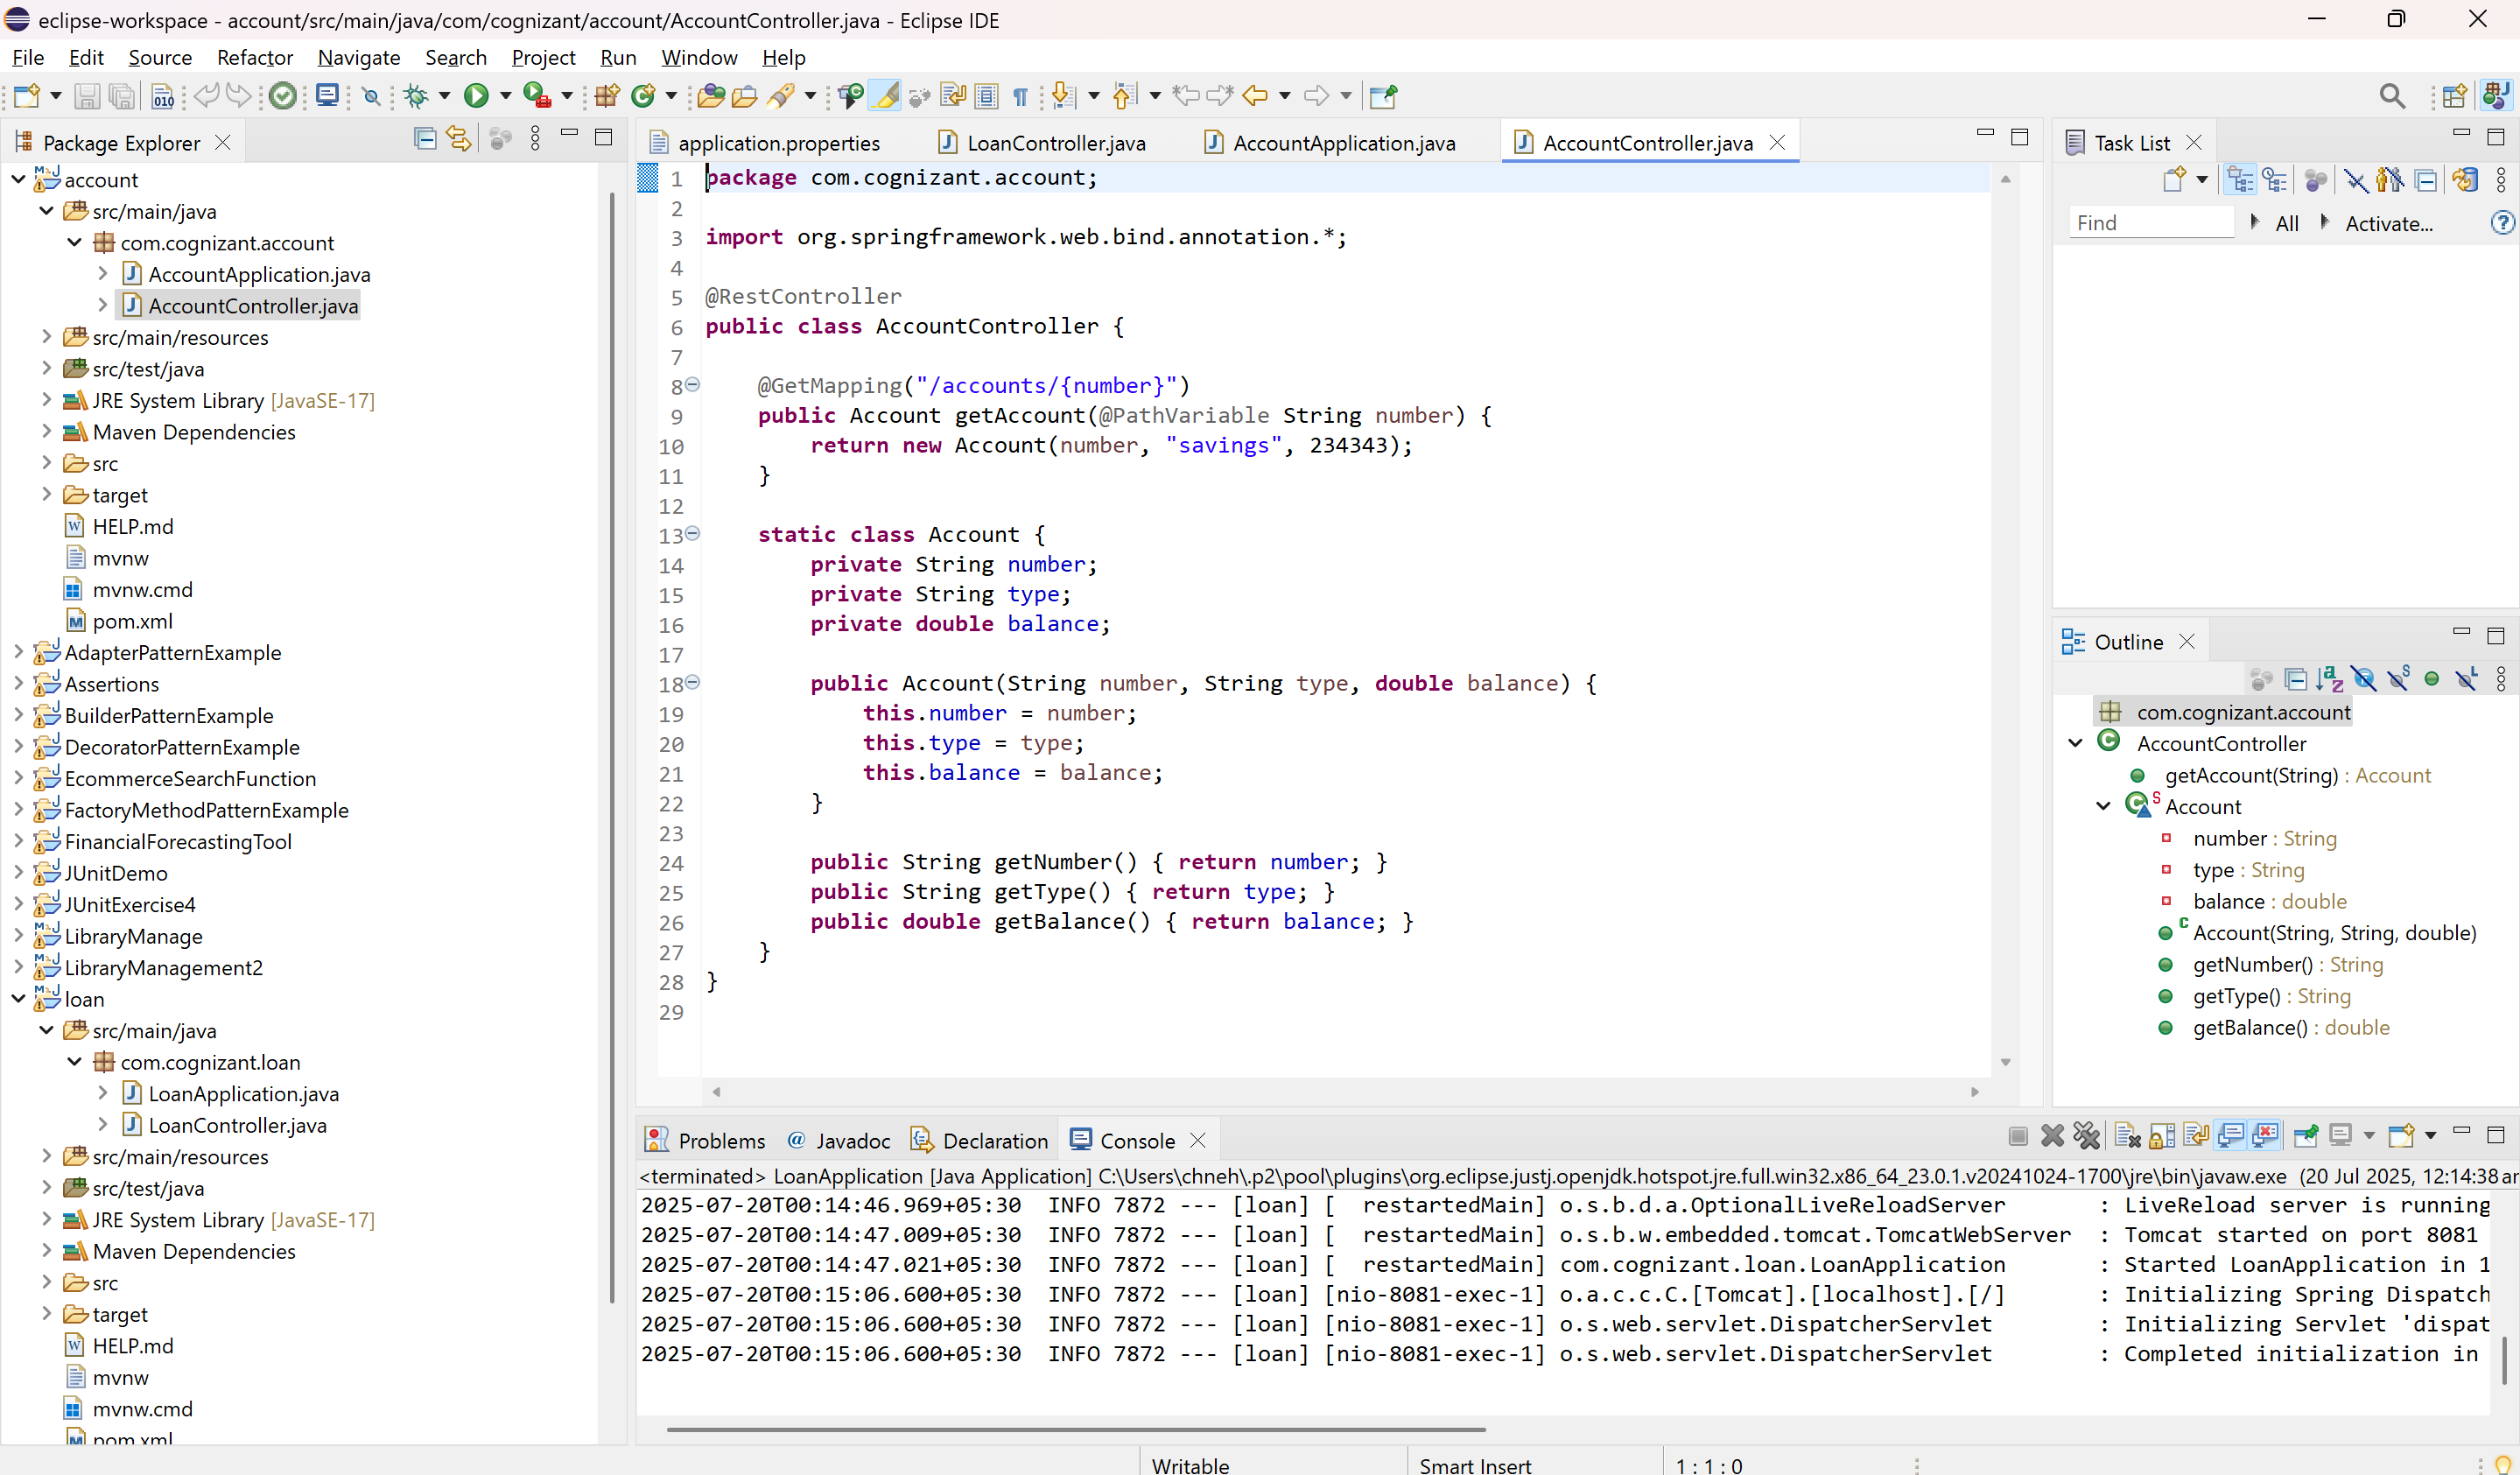 eclipse-workspace - account/src/main/java/com/cognizant/account/AccountController.java - Eclipse IDE
File Edit Source Refactor Navigate Search Project Run Window Help
Package Explorer
account
src/main/java
com.cognizant.account
AccountApplication.java
AccountController.java
src/main/resources
src/test/java
JRE System Library [JavaSE-17]
Maven Dependencies
src
target
HELP.md
mvnw
mvnw.cmd
pom.xml
AdapterPatternExample
Assertions
BuilderPatternExample
DecoratorPatternExample
EcommerceSearchFunction
FactoryMethodPatternExample
FinancialForecastingTool
JUnitDemo
JUnitExercise4
LibraryManage
LibraryManagement2
loan
src/main/java
com.cognizant.loan
LoanApplication.java
LoanController.java
src/main/resources
src/test/java
JRE System Library [JavaSE-17]
Maven Dependencies
src
target
HELP.md
mvnw
mvnw.cmd
pom.xml
application.properties LoanController.java AccountApplication.java AccountController.java
1 package com.cognizant.account;
2
3 import org.springframework.web.bind.annotation.*;
4
5 @RestController
6 public class AccountController {
7
8 @GetMapping("/accounts/{number}")
9 public Account getAccount(@PathVariable String number) {
10 return new Account(number, "savings", 234343);
11 }
12
13 static class Account {
14 private String number;
15 private String type;
16 private double balance;
17
18 public Account(String number, String type, double balance) {
19 this.number = number;
20 this.type = type;
21 this.balance = balance;
22 }
23
24 public String getNumber() { return number; }
25 public String getType() { return type; }
26 public double getBalance() { return balance; }
27 }
28 }
29
Task List
Find All Activate...
Outline
com.cognizant.account
AccountController
getAccount(String) : Account
Account
number : String
type : String
balance : double
Account(String, String, double)
getNumber() : String
getType() : String
getBalance() : double
Problems Javadoc Declaration Console
<terminated> LoanApplication [Java Application] C:\Users\chneh\.p2\pool\plugins\org.eclipse.justj.openjdk.hotspot.jre.full.win32.x86_64_23.0.1.v20241024-1700\jre\bin\javaw.exe (20 Jul 2025, 12:14:38 am
2025-07-20T00:14:46.969+05:30 INFO 7872 --- [loan] [ restartedMain] o.s.b.d.a.OptionalLiveReloadServer : LiveReload server is running
2025-07-20T00:14:47.009+05:30 INFO 7872 --- [loan] [ restartedMain] o.s.b.w.embedded.tomcat.TomcatWebServer : Tomcat started on port 8081
2025-07-20T00:14:47.021+05:30 INFO 7872 --- [loan] [ restartedMain] com.cognizant.loan.LoanApplication : Started LoanApplication in 1
2025-07-20T00:15:06.600+05:30 INFO 7872 --- [loan] [nio-8081-exec-1] o.a.c.c.C.[Tomcat].[localhost].[/] : Initializing Spring Dispatch
2025-07-20T00:15:06.600+05:30 INFO 7872 --- [loan] [nio-8081-exec-1] o.s.web.servlet.DispatcherServlet : Initializing Servlet 'dispat
2025-07-20T00:15:06.600+05:30 INFO 7872 --- [loan] [nio-8081-exec-1] o.s.web.servlet.DispatcherServlet : Completed initialization in
Writable Smart Insert 1 : 1 : 0